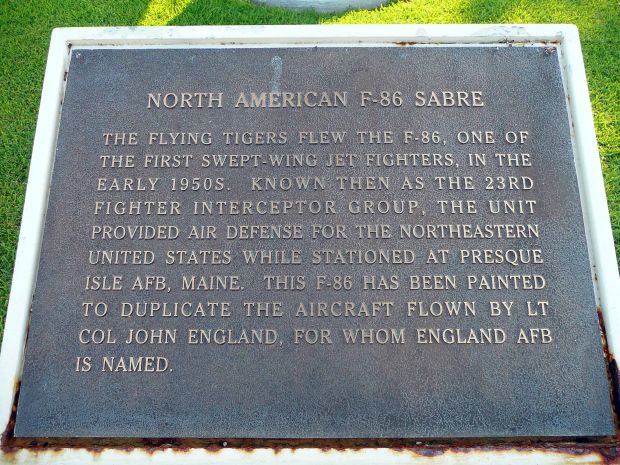 NORTH AMERICAN F-86 SABRE
THE FLYING TIGERS FLEW THE F-86, ONE OF
THE FIRST SWEPT-WING JET FIGHTERS, IN THE
EARLY 1950S. KNOWN THEN AS THE 23RD
FIGHTER INTERCEPTOR GROUP, THE UNIT
PROVIDED AIR DEFENSE FOR THE NORTHEASTERN
UNITED STATES WHILE STATIONED AT PRESQUE
ISLE AFB, MAINE. THIS F-86 HAS BEEN PAINTED
TO DUPLICATE THE AIRCRAFT FLOWN BY LT
COL JOHN ENGLAND, FOR WHOM ENGLAND AFB
IS NAMED.